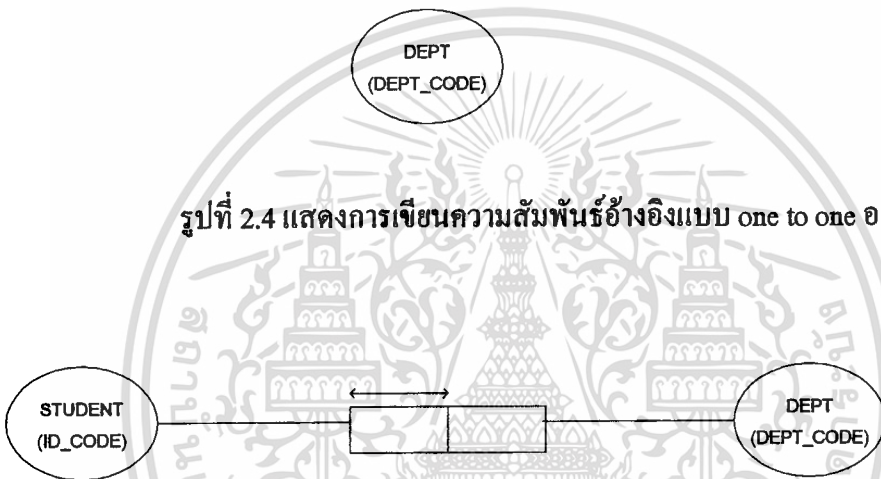 DEPT
(DEPT_CODE)
รูปที่ 2.4 แสดงการเขียนความสัมพันธ์อ้างอิงแบบ one to one อ
STUDENT
(ID_CODE)
DEPT
(DEPT_CODE)